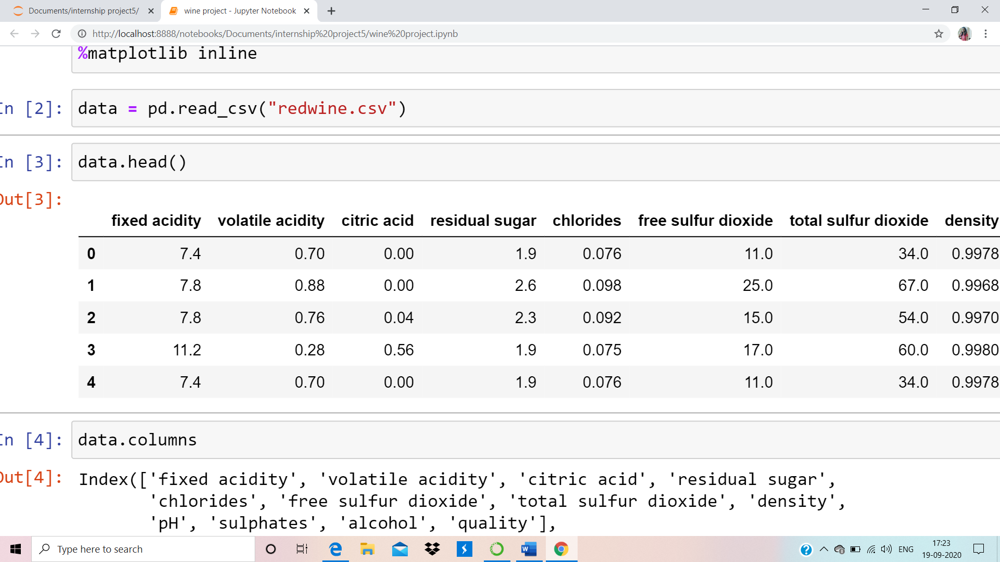 Documents/internship project5/
wine project - Jupyter Notebook
http://localhost:8888/notebooks/Documents/internship%20project5/wine%20project.ipynb
%matplotlib inline
In [2]: data = pd.read_csv("redwine.csv")
In [3]: data.head()
Out[3]:
fixed acidity volatile acidity citric acid residual sugar chlorides free sulfur dioxide total sulfur dioxide density
0 7.4 0.70 0.00 1.9 0.076 11.0 34.0 0.9978
1 7.8 0.88 0.00 2.6 0.098 25.0 67.0 0.9968
2 7.8 0.76 0.04 2.3 0.092 15.0 54.0 0.9970
3 11.2 0.28 0.56 1.9 0.075 17.0 60.0 0.9980
4 7.4 0.70 0.00 1.9 0.076 11.0 34.0 0.9978
In [4]: data.columns
Out[4]: Index(['fixed acidity', 'volatile acidity', 'citric acid', 'residual sugar',
'chlorides', 'free sulfur dioxide', 'total sulfur dioxide', 'density',
'pH', 'sulphates', 'alcohol', 'quality'],
Type here to search
ENG
17:23
19-09-2020